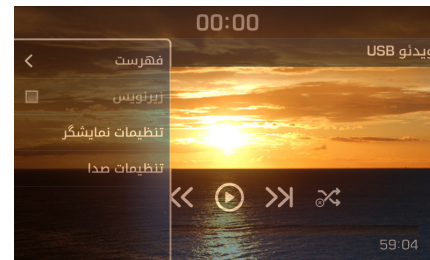 00:00
ویدئو USB
فهرست
زیرنویس
تنظیمات نمایشگر
تنظیمات صدا
59:04